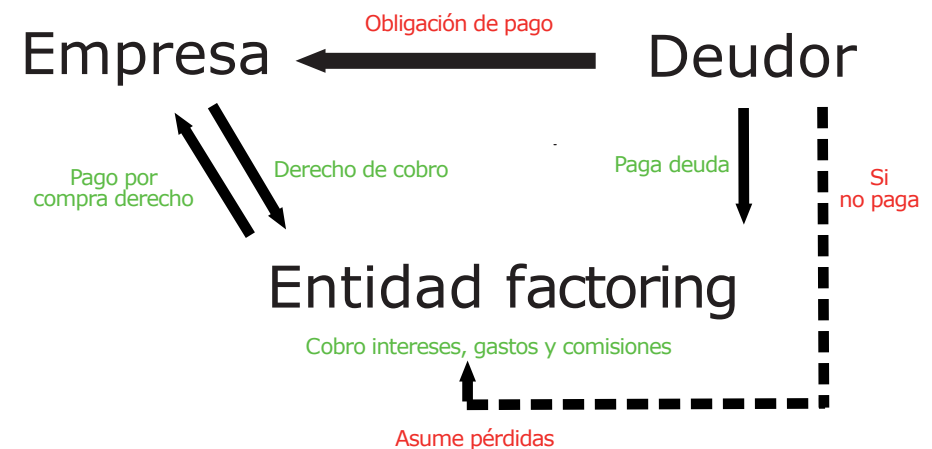 Obligación de pago
Empresa
Deudor
Pago por
compra derecho
Derecho de cobro
Paga deuda
Si
no paga
Entidad factoring
Cobro intereses, gastos y comisiones
Asume pérdidas